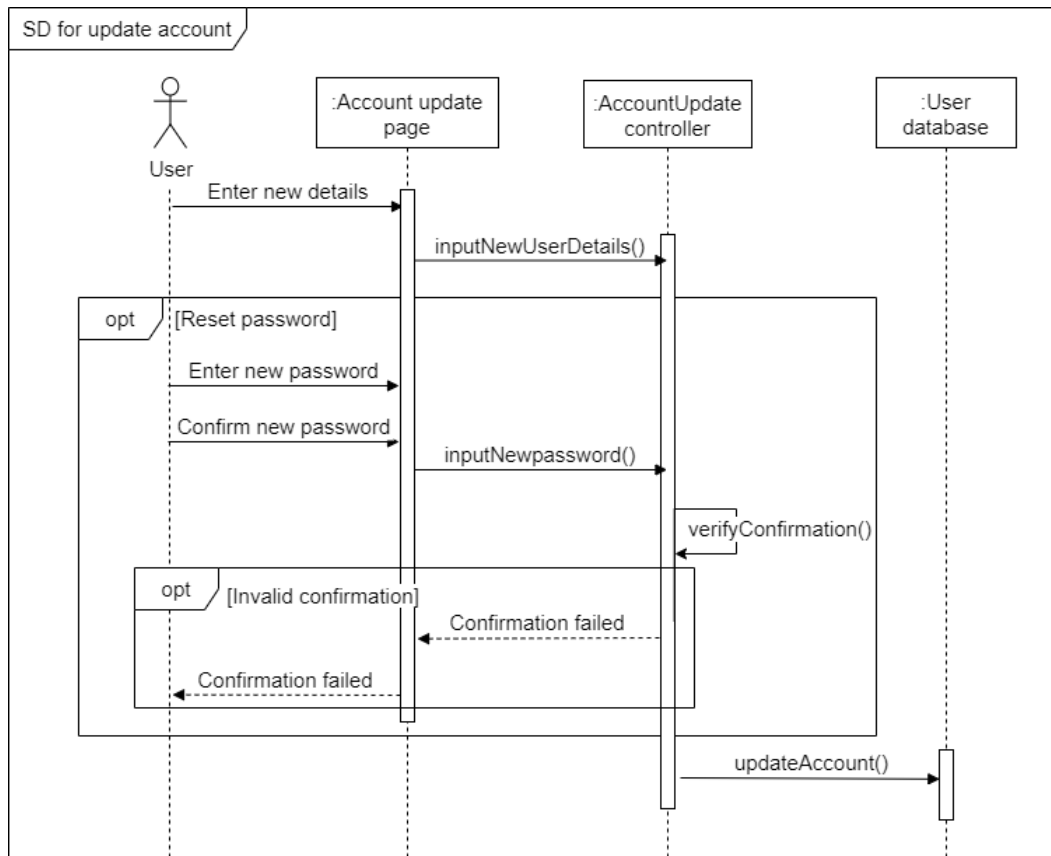 SD for update account
:Account update
page
:AccountUpdate
controller
:User
database
User
Enter new details
inputNewUserDetails()
opt
[Reset password]
Enter new password
Confirm new password
inputNewpassword()
verifyConfirmation()
opt
[Invalid confirmation]
Confirmation failed
Confirmation failed
updateAccount()